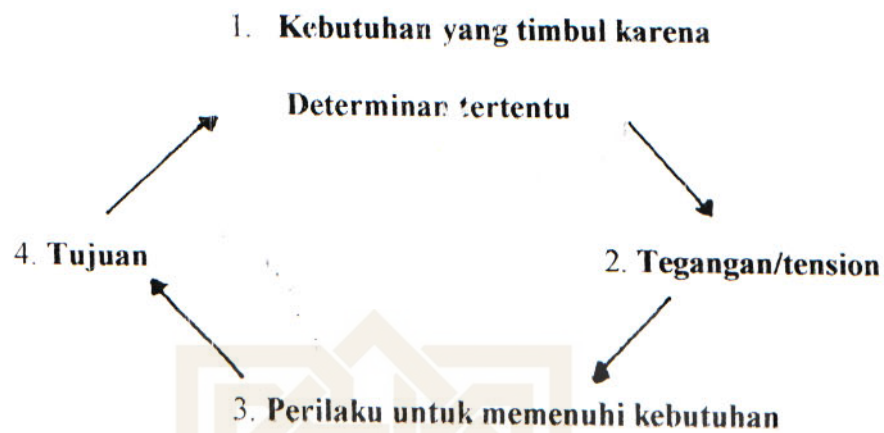 1. Kebutuhan yang timbul karena
Determinan tertentu
4. Tujuan
2. Tegangan/tension
3. Perilaku untuk memenuhi kebutuhan